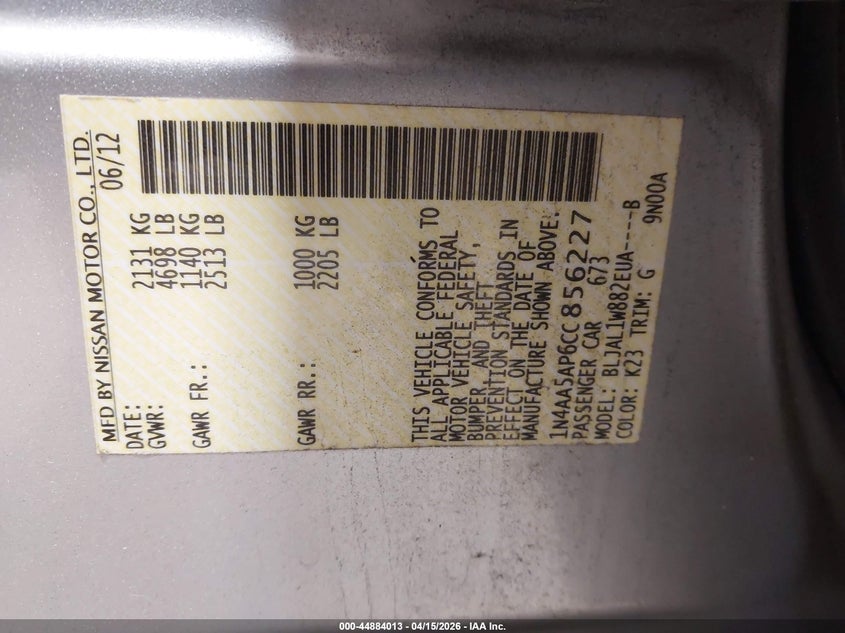 MFD BY NISSAN MOTOR CO., LTD.
DATE: 06/12
GVWR: 2131 KG
4698 LB
GAWR FR.: 1140 KG
2513 LB
GAWR RR.: 1000 KG
2205 LB
THIS VEHICLE CONFORMS TO
ALL APPLICABLE FEDERAL
MOTOR VEHICLE SAFETY,
BUMPER, AND THEFT
PREVENTION STANDARDS IN
EFFECT ON THE DATE OF
MANUFACTURE SHOWN ABOVE.
1N4AA5AP6CC856227
PASSENGER CAR 673
MODEL: BLJAL1W882EUA-----B
COLOR: K23 TRIM: G 9N00A
000-44884013 - 04/15/2026 - IAA Inc.